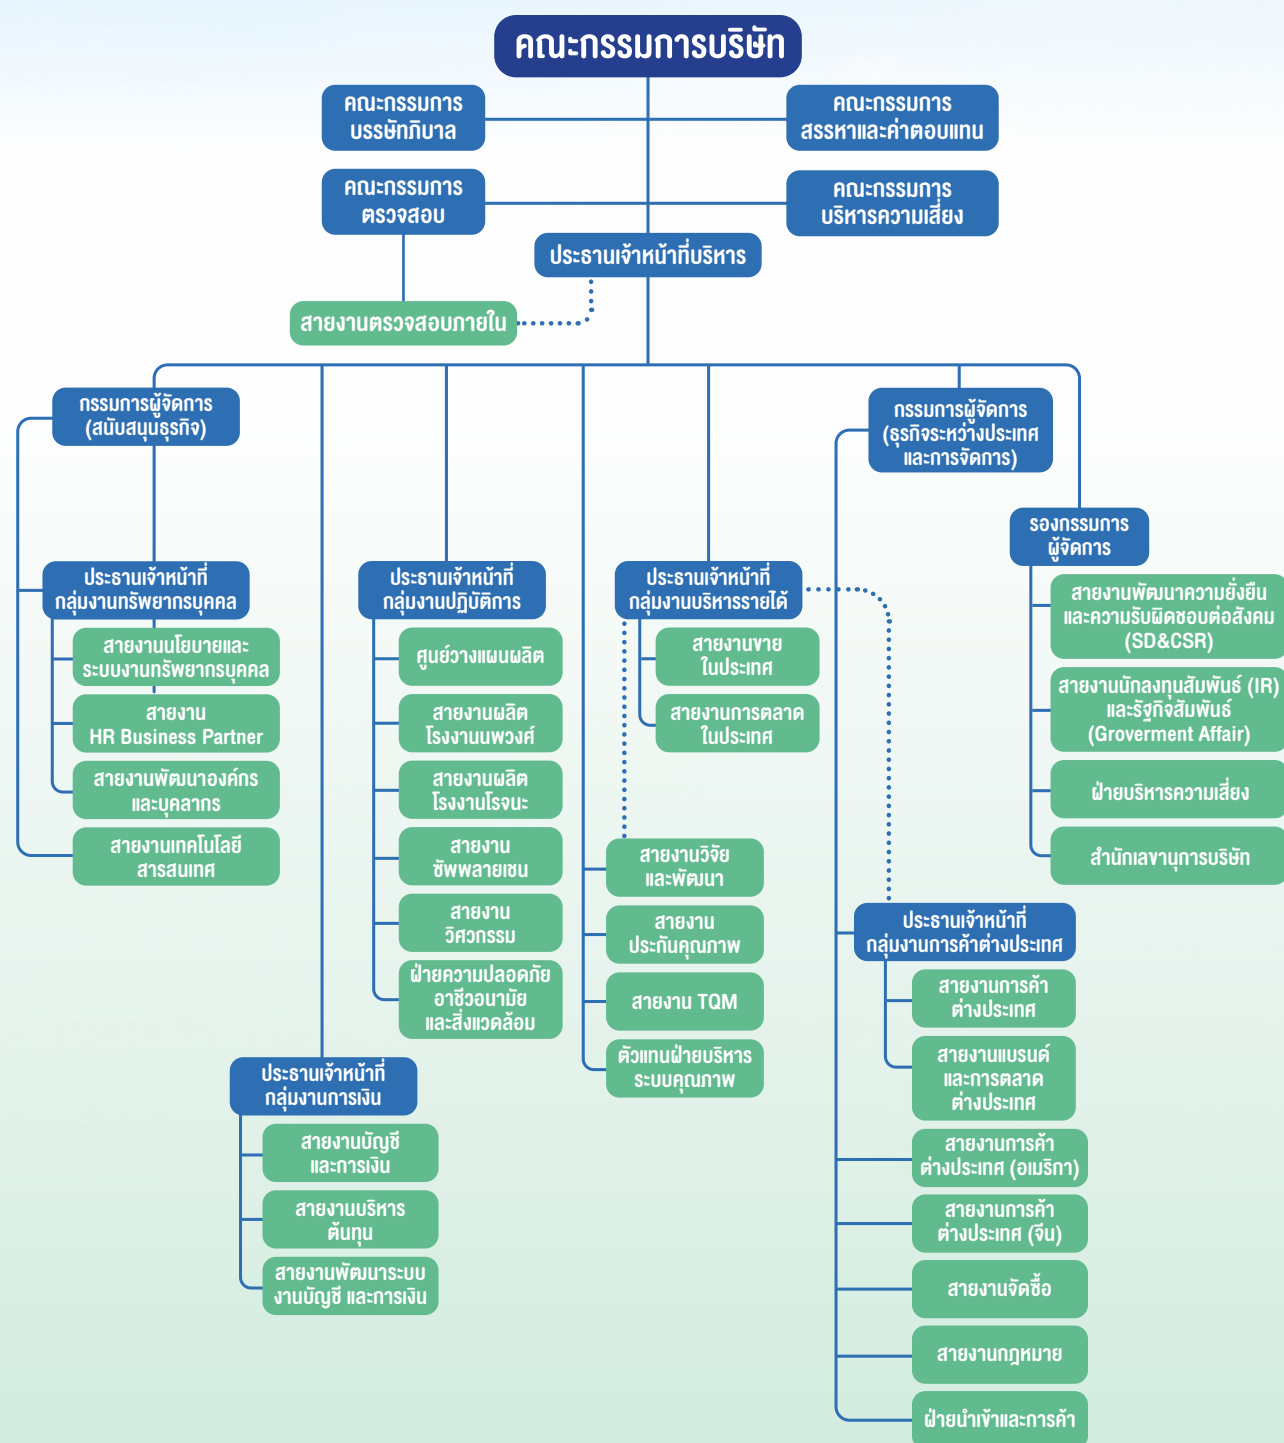 คณะกรรมการบริษัท
คณะกรรมการ
บรรษัทภิบาล
คณะกรรมการ
สรรหาและค่าตอบแทน
คณะกรรมการ
ตรวจสอบ
คณะกรรมการ
บริหารความเสี่ยง
ประธานเจ้าหน้าที่บริหาร
สายงานตรวจสอบภายใน
กรรมการผู้จัดการ
(สนับสนุนธุรกิจ)
ประธานเจ้าหน้าที่
กลุ่มงานทรัพยากรบุคคล
สายงานนโยบายและ
ระบบงานทรัพยากรบุคคล
สายงาน
HR Business Partner
สายงานพัฒนาองค์กร
และบุคลากร
สายงานเทคโนโลยี
สารสนเทศ
ประธานเจ้าหน้าที่
กลุ่มงานการเงิน
สายงานบัญชี
และการเงิน
สายงานบริหาร
ต้นทุน
สายงานพัฒนาระบบ
งานบัญชี และการเงิน
ประธานเจ้าหน้าที่
กลุ่มงานปฏิบัติการ
ศูนย์วางแผนผลิต
สายงานผลิต
โรงงานนพวงศ์
สายงานผลิต
โรงงานโรจนะ
สายงาน
ซัพพลายเชน
สายงาน
วิศวกรรม
ฝ่ายความปลอดภัย
อาชีวอนามัย
และสิ่งแวดล้อม
ประธานเจ้าหน้าที่
กลุ่มงานบริหารรายได้
สายงานขาย
ในประเทศ
สายงานการตลาด
ในประเทศ
สายงานวิจัย
และพัฒนา
สายงาน
ประกันคุณภาพ
สายงาน TQM
ตัวแทนฝ่ายบริหาร
ระบบคุณภาพ
กรรมการผู้จัดการ
(ธุรกิจระหว่างประเทศ
และการจัดการ)
ประธานเจ้าหน้าที่
กลุ่มงานการค้าต่างประเทศ
สายงานการค้า
ต่างประเทศ
สายงานแบรนด์
และการตลาด
ต่างประเทศ
สายงานการค้า
ต่างประเทศ (อเมริกา)
สายงานการค้า
ต่างประเทศ (จีน)
สายงานจัดซื้อ
สายงานกฎหมาย
ฝ่ายนำเข้าและการค้า
รองกรรมการ
ผู้จัดการ
สายงานพัฒนาความยั่งยืน
และความรับผิดชอบต่อสังคม
(SD&CSR)
สายงานนักลงทุนสัมพันธ์ (IR)
และรัฐกิจสัมพันธ์
(Groverment Affair)
ฝ่ายบริหารความเสี่ยง
สำนักเลขานุการบริษัท